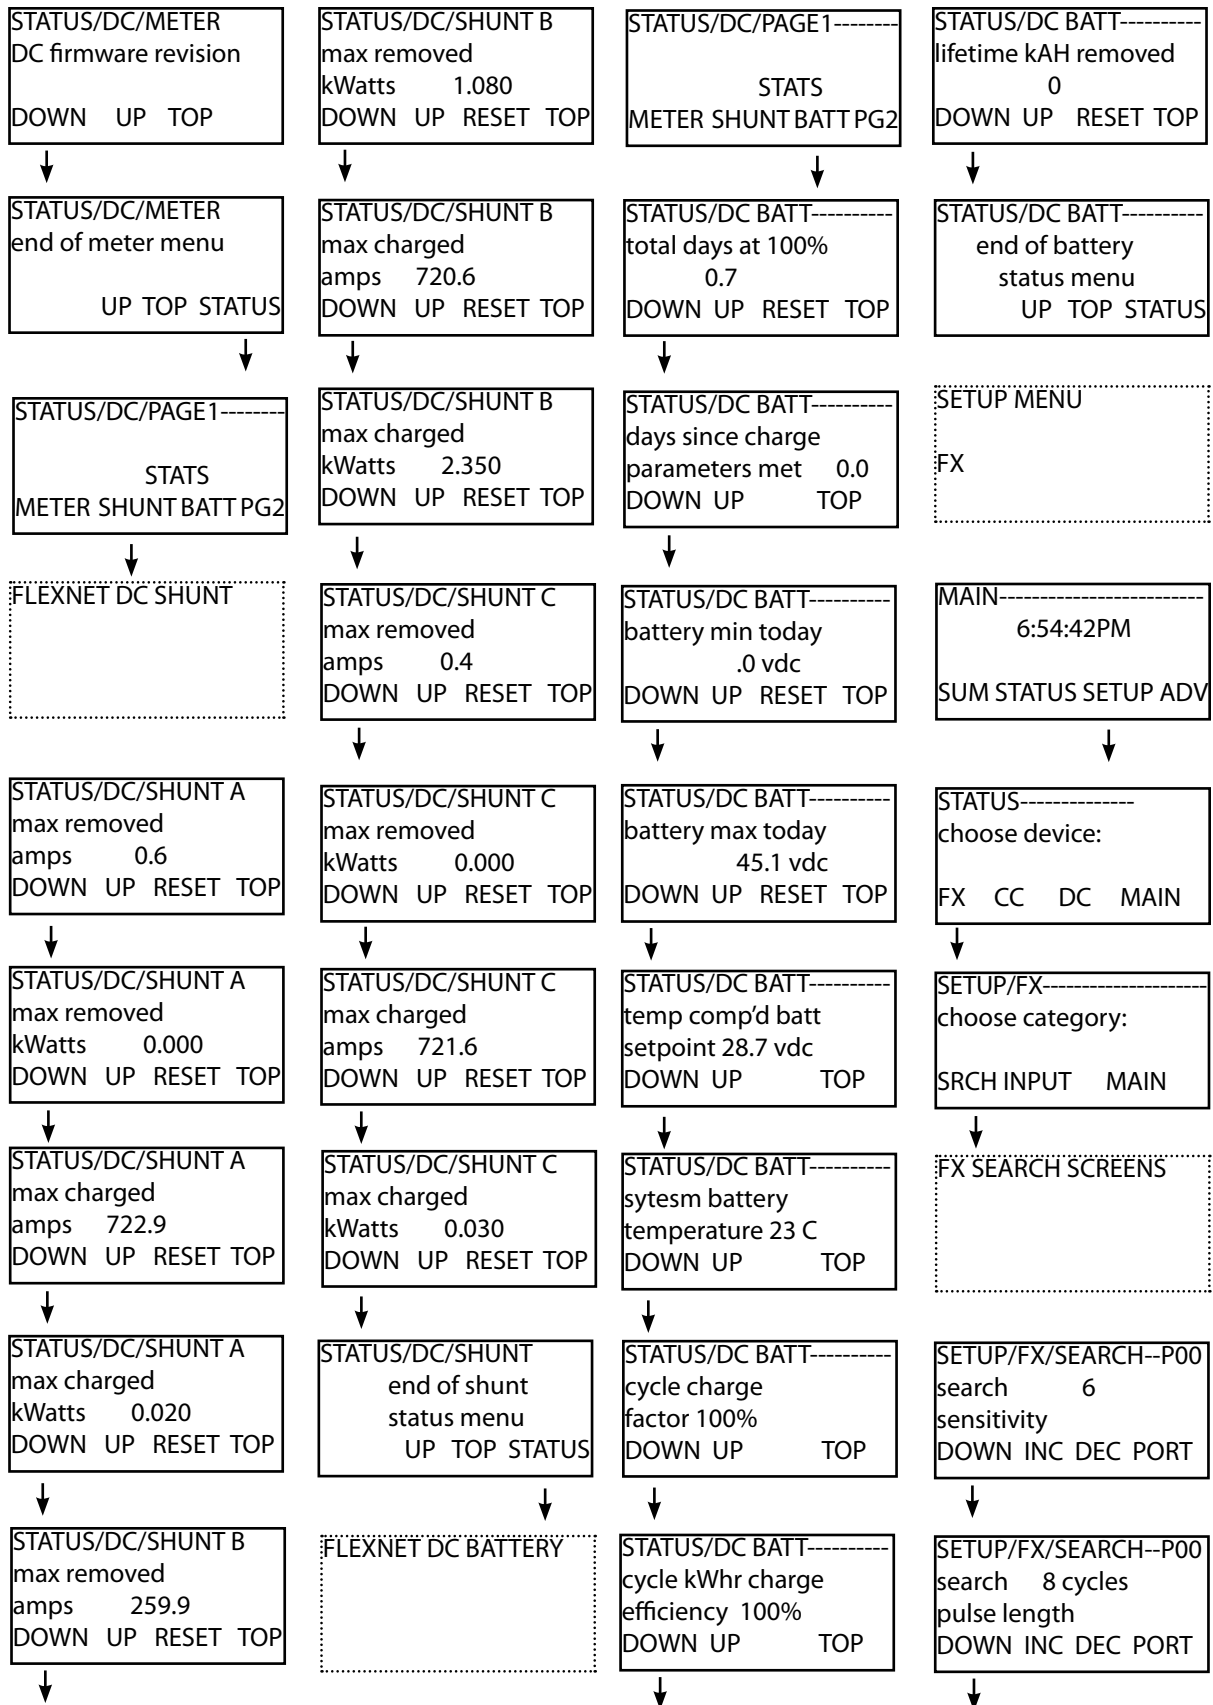 STATUS/DC/METER
DC firmware revision
DOWN UP TOP
STATUS/DC/METER
end of meter menu
UP TOP STATUS
STATUS/DC/PAGE1--------
STATS
METER SHUNT BATT PG2
FLEXNET DC SHUNT
STATUS/DC/SHUNT A
max removed
amps 0.6
DOWN UP RESET TOP
STATUS/DC/SHUNT A
max removed
kWatts 0.000
DOWN UP RESET TOP
STATUS/DC/SHUNT A
max charged
amps 722.9
DOWN UP RESET TOP
STATUS/DC/SHUNT A
max charged
kWatts 0.020
DOWN UP RESET TOP
STATUS/DC/SHUNT B
max removed
amps 259.9
DOWN UP RESET TOP
STATUS/DC/SHUNT B
max removed
kWatts 1.080
DOWN UP RESET TOP
STATUS/DC/SHUNT B
max charged
amps 720.6
DOWN UP RESET TOP
STATUS/DC/SHUNT B
max charged
kWatts 2.350
DOWN UP RESET TOP
STATUS/DC/SHUNT C
max removed
amps 0.4
DOWN UP RESET TOP
STATUS/DC/SHUNT C
max removed
kWatts 0.000
DOWN UP RESET TOP
STATUS/DC/SHUNT C
max charged
amps 721.6
DOWN UP RESET TOP
STATUS/DC/SHUNT C
max charged
kWatts 0.030
DOWN UP RESET TOP
STATUS/DC/SHUNT
end of shunt
status menu
UP TOP STATUS
FLEXNET DC BATTERY
STATUS/DC/PAGE1--------
STATS
METER SHUNT BATT PG2
STATUS/DC BATT----------
total days at 100%
0.7
DOWN UP RESET TOP
STATUS/DC BATT----------
days since charge
parameters met 0.0
DOWN UP TOP
STATUS/DC BATT----------
battery min today
.0 vdc
DOWN UP RESET TOP
STATUS/DC BATT----------
battery max today
45.1 vdc
DOWN UP RESET TOP
STATUS/DC BATT----------
temp comp’d batt
setpoint 28.7 vdc
DOWN UP TOP
STATUS/DC BATT----------
sytesm battery
temperature 23 C
DOWN UP TOP
STATUS/DC BATT----------
cycle charge
factor 100%
DOWN UP TOP
STATUS/DC BATT----------
cycle kWhr charge
efficiency 100%
DOWN UP TOP
STATUS/DC BATT----------
lifetime kAH removed
0
DOWN UP RESET TOP
STATUS/DC BATT----------
end of battery
status menu
UP TOP STATUS
SETUP MENU
FX
MAIN-------------------------
6:54:42PM
SUM STATUS SETUP ADV
STATUS--------------
choose device:
FX CC DC MAIN
SETUP/FX---------------------
choose category:
SRCH INPUT MAIN
FX SEARCH SCREENS
SETUP/FX/SEARCH--P00
search 6
sensitivity
DOWN INC DEC PORT
SETUP/FX/SEARCH--P00
search 8 cycles
pulse length
DOWN INC DEC PORT